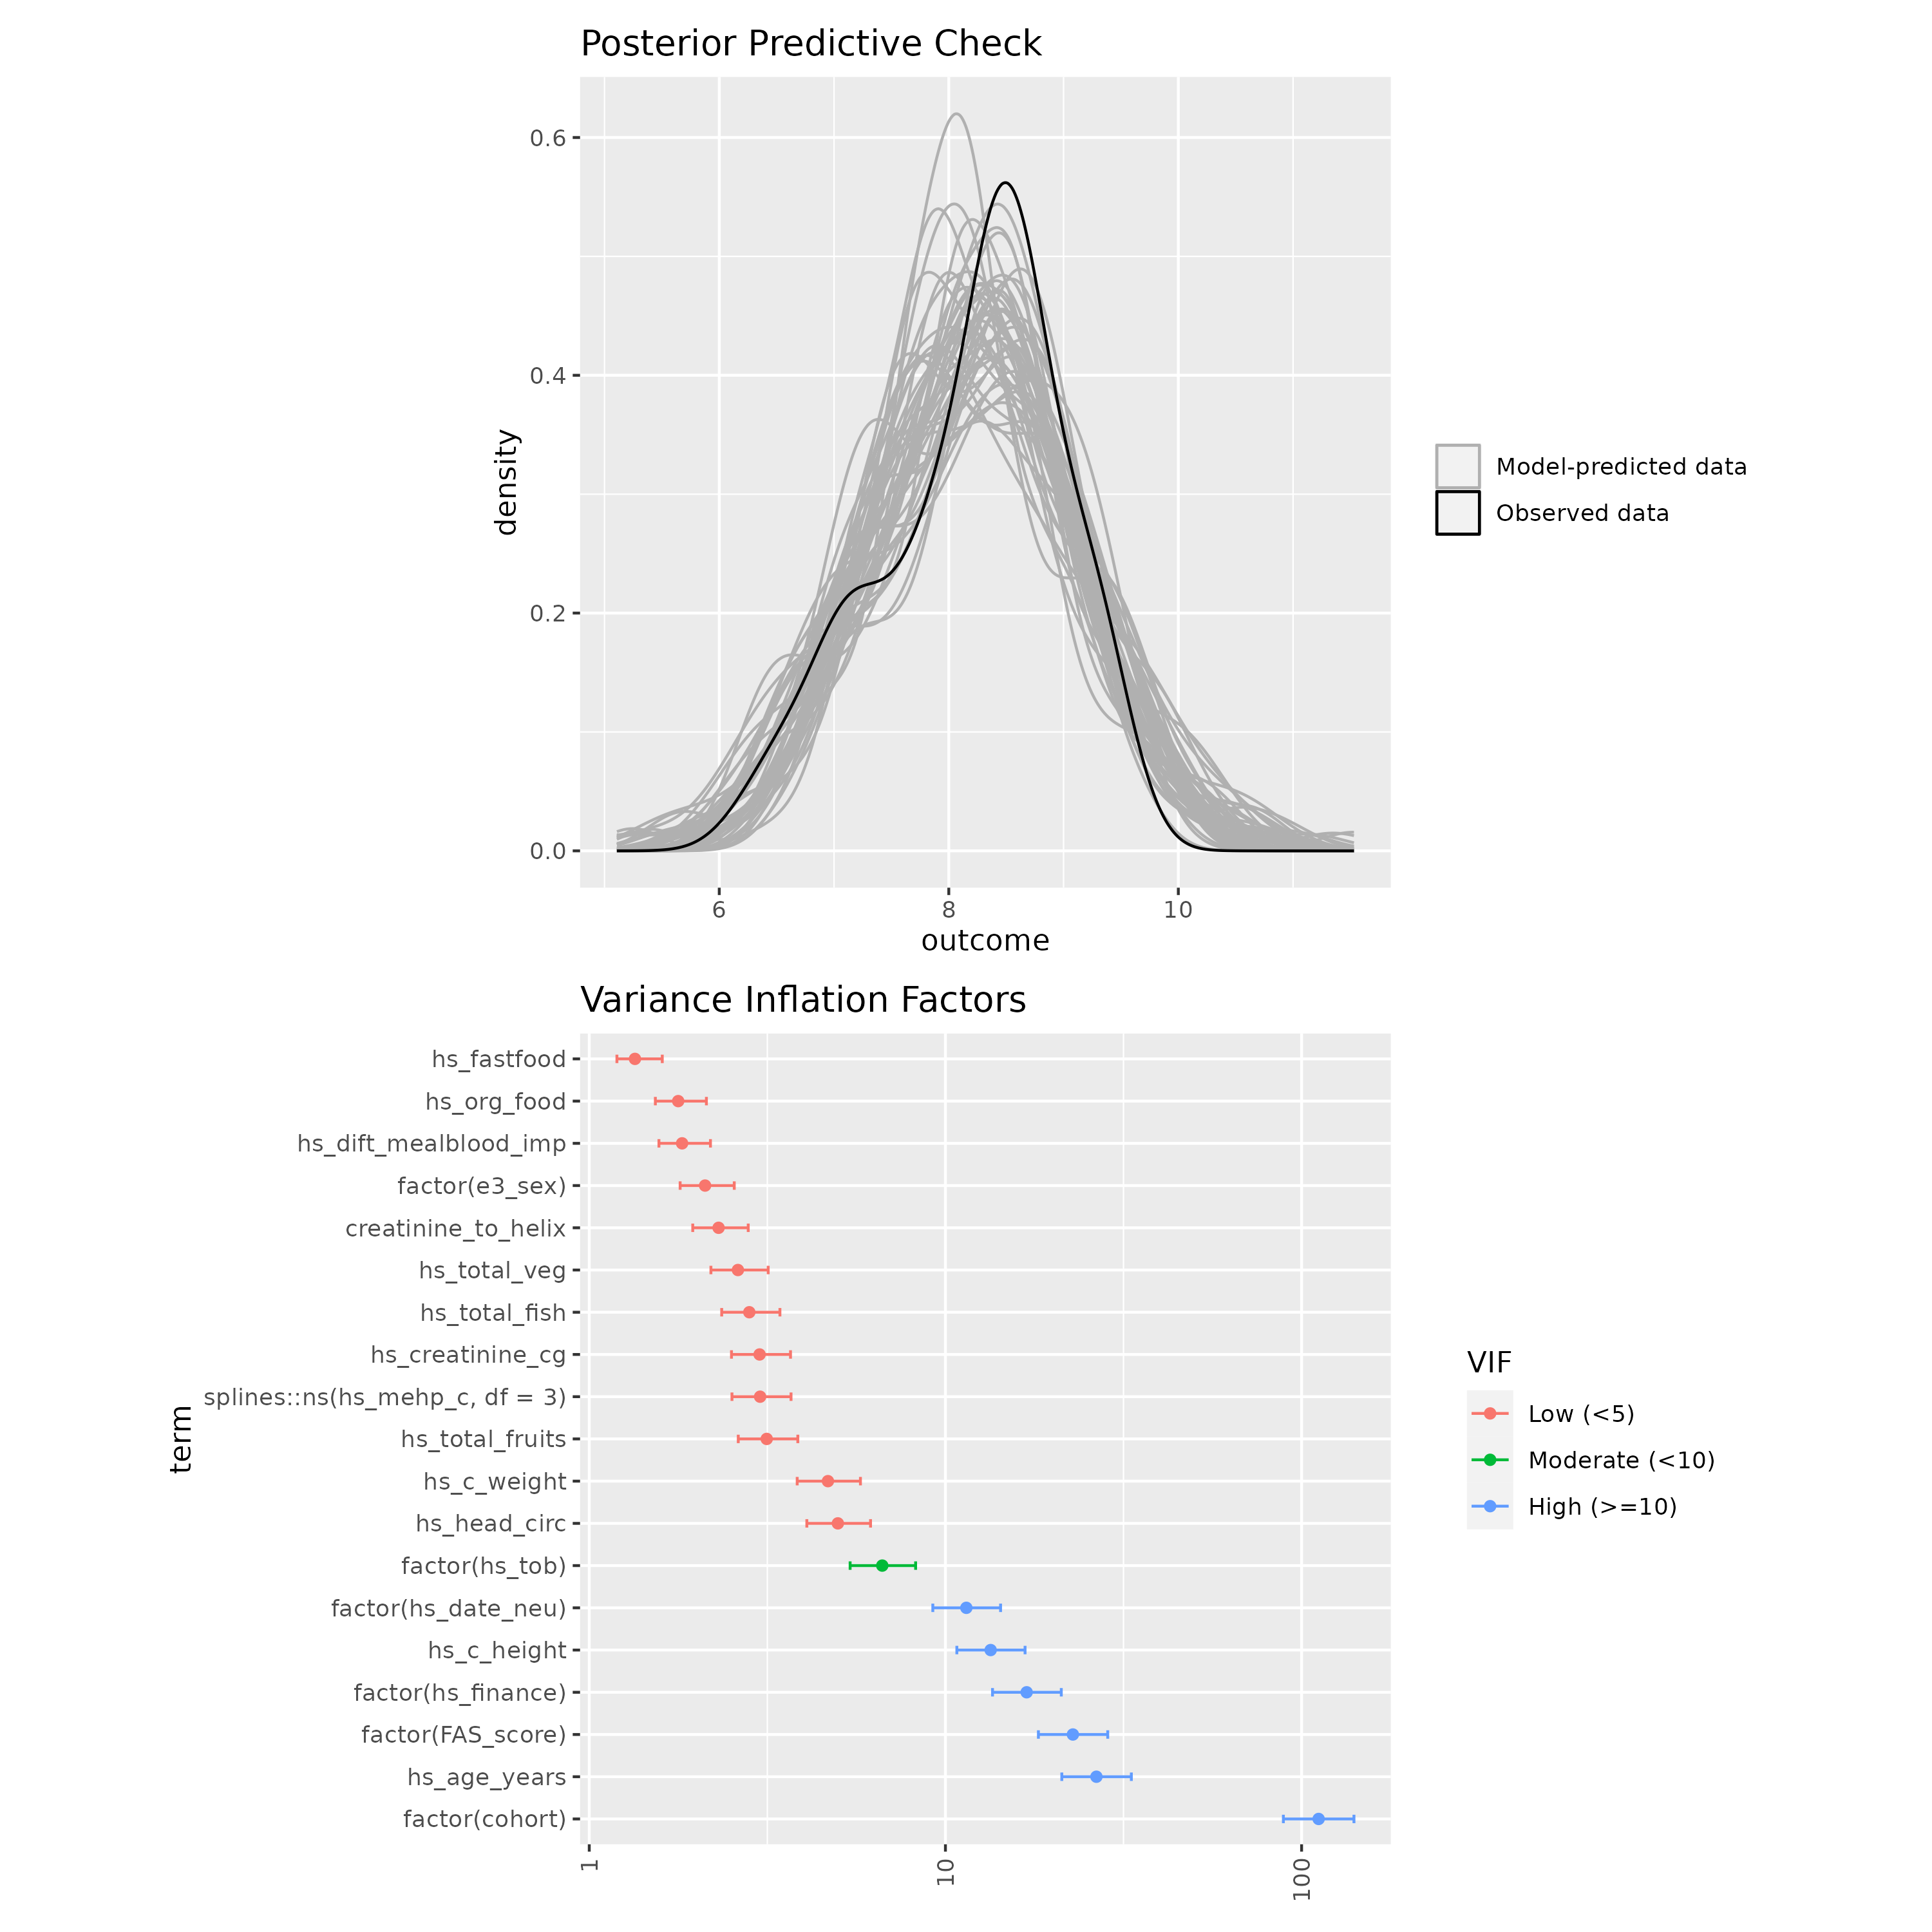 Posterior Predictive Check
0.6
0.4
0.2
0.0
density
6 8 10
outcome
Model-predicted data
Observed data
Variance Inflation Factors
hs_fastfood
hs_org_food
hs_dift_mealblood_imp
factor(e3_sex)
creatinine_to_helix
hs_total_veg
hs_total_fish
hs_creatinine_cg
splines::ns(hs_mehp_c, df = 3)
hs_total_fruits
hs_c_weight
hs_head_circ
factor(hs_tob)
factor(hs_date_neu)
hs_c_height
factor(hs_finance)
factor(FAS_score)
hs_age_years
factor(cohort)
term
1 10 100
VIF
Low (<5)
Moderate (<10)
High (>=10)